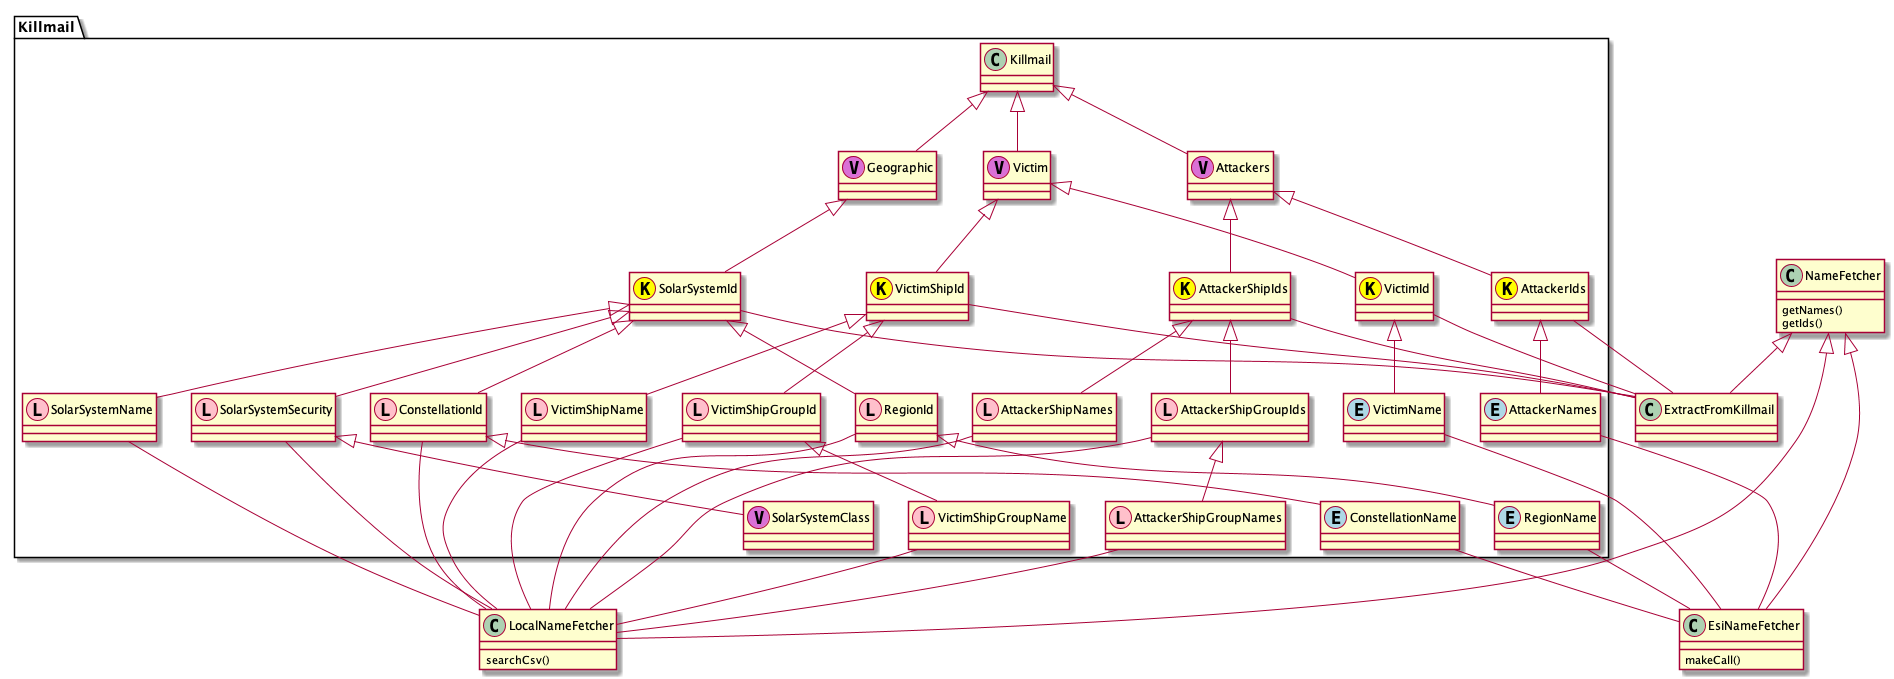 Killmail
C Killmail
V Geographic
V Victim
V Attackers
K SolarSystemId
K VictimShipId
K AttackerShipIds
K VictimId
K AttackerIds
C NameFetcher
getNames()
getIds()
L SolarSystemName
L SolarSystemSecurity
L ConstellationId
L VictimShipName
L VictimShipGroupId
L RegionId
L AttackerShipNames
L AttackerShipGroupIds
E VictimName
E AttackerNames
C ExtractFromKillmail
V SolarSystemClass
L VictimShipGroupName
L AttackerShipGroupNames
E ConstellationName
E RegionName
C LocalNameFetcher
searchCsv()
C EsiNameFetcher
makeCall()